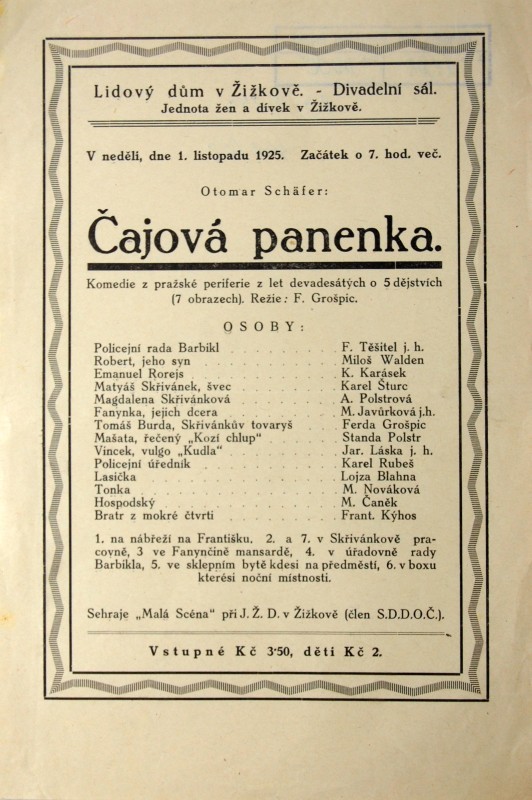 Lidový dům v Žižkově. - Divadelní sál.
Jednota žen a dívek v Žižkově.
V neděli, dne 1. listopadu 1925. Začátek o 7. hod. več.
Otomar Schäfer:
Čajová panenka.
Komedie z pražské periferie z let devadesátých o 5 dějstvích
(7 obrazech). Režie: F. Grošpic.
OSOBY:
Policejní rada Barbikl . . . . . . . . F. Těšitel j. h.
Robert, jeho syn . . . . . . . . Miloš Walden
Emanuel Rorejs . . . . . . . . K. Karásek
Matyáš Skřivánek, švec . . . . . . . . Karel Šturc
Magdalena Skřivánková . . . . . . . . A. Polstrová
Fanynka, jejich dcera . . . . . . . . M. Javůrková j.h.
Tomáš Burda, Skřivánkův tovaryš . . . . Ferda Grošpic
Mašata, řečený „Kozí chlup" . . . . . . Standa Polstr
Vincek, vulgo „Kudla" . . . . . . . . Jar. Láska j. h.
Policejní úředník . . . . . . . . Karel Rubeš
Lasička . . . . . . . . Lojza Blahna
Tonka . . . . . . . . M. Nováková
Hospodský . . . . . . . . M. Čaněk
Bratr z mokré čtvrti . . . . . . . . Frant. Kýhos
1. na nábřeží na Františku. 2. a 7. v Skřivánkově pra-
covně, 3 ve Fanynčině mansardě, 4. v úřadovně rady
Barbikla, 5. ve sklepním bytě kdesi na předměstí, 6. v boxu
kterési noční místnosti.
Sehraje „Malá Scéna" při J. Ž. D. v Žižkově (člen S.D.D.O.Č.).
Vstupné Kč 3·50, děti Kč 2.